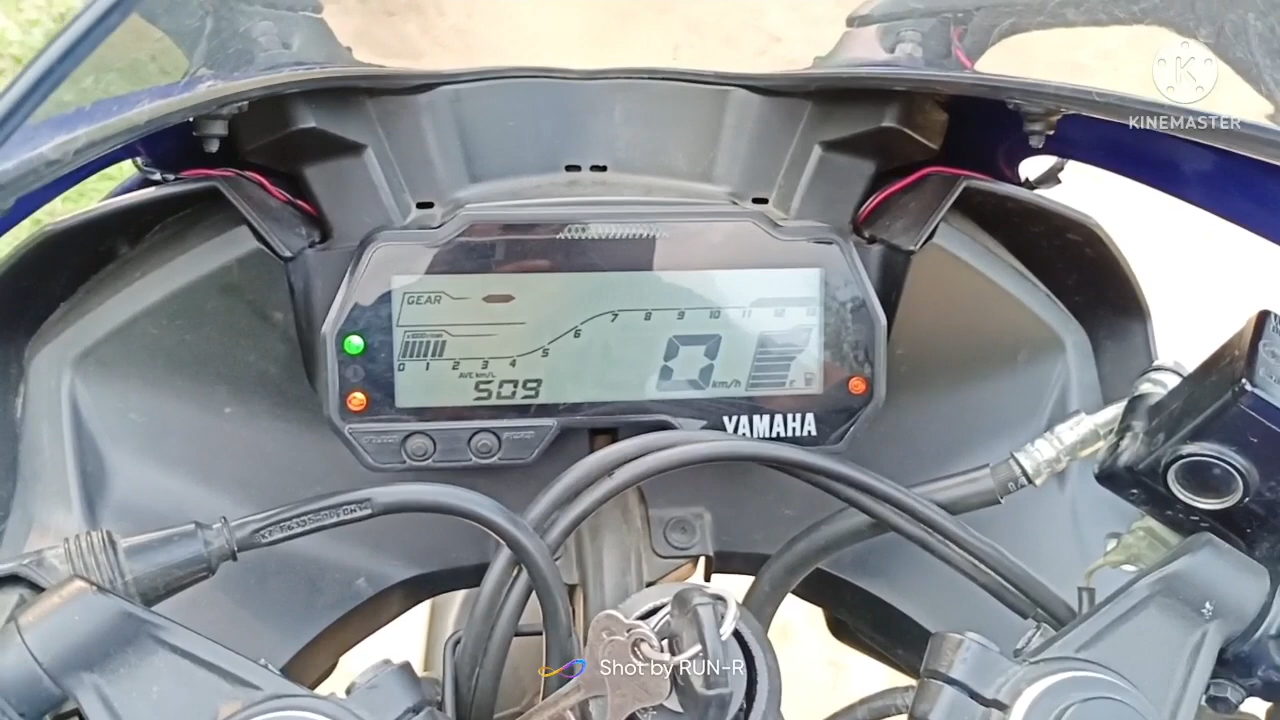 KINEMASTER
GEAR
x1000r/min
0 1 2 3 4 5 6 7 8 9 10 11 12 13
AVE km/L
509
0 km/h
F
YAMAHA
Shot by RUN-R